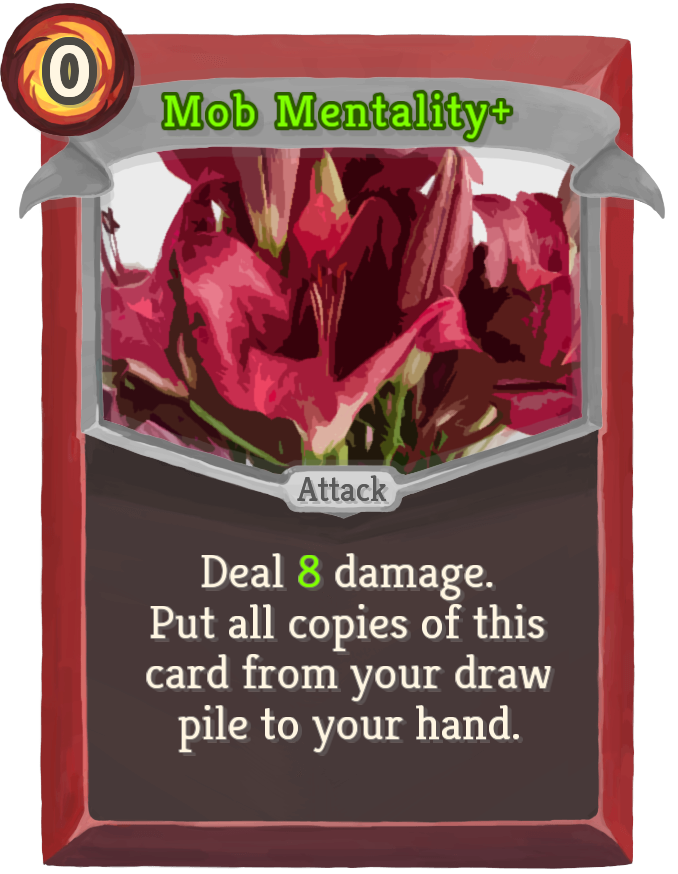 0
Mob Mentality+
Attack
Deal 8 damage.
Put all copies of this
card from your draw
pile to your hand.